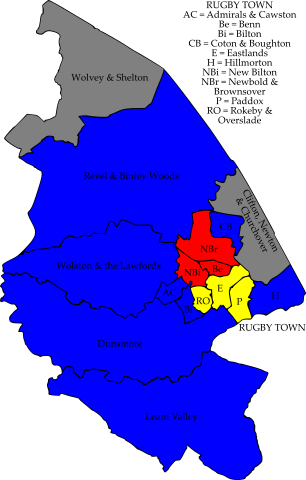 RUGBY TOWN
AC = Admirals & Cawston
Be = Benn
Bi = Bilton
CB = Coton & Boughton
E = Eastlands
H = Hillmorton
NBi = New Bilton
NBr = Newbold &
Brownsover
P = Paddox
RO = Rokeby &
Overslade
Wolvey & Shelton
Revel & Binley Woods
Clifton, Newton
& Churchover
CB
NBr
Wolston & the Lawfords
NBi
Be
AC
RO
E
P
H
Bi
RUGBY TOWN
Dunsmore
Leam Valley